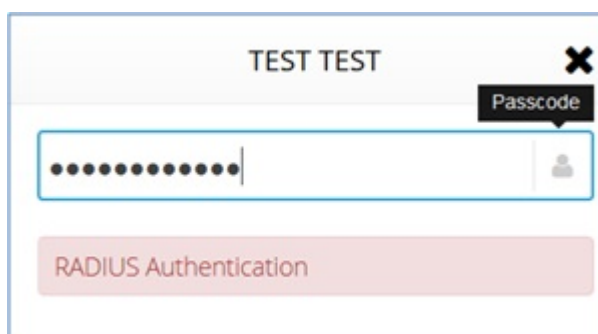 TEST TEST
Passcode
••••••••••••
RADIUS Authentication